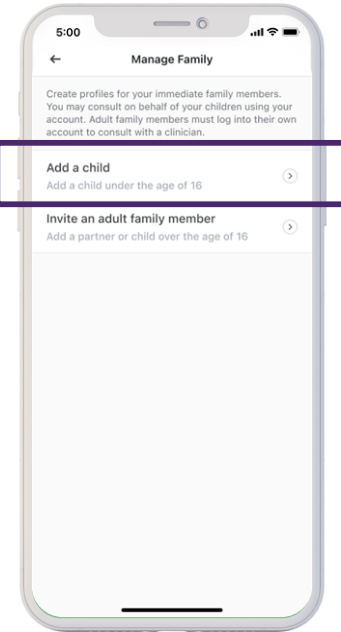 5:00
Manage Family
Create profiles for your immediate family members.
You may consult on behalf of your children using your
account. Adult family members must log into their own
account to consult with a clinician.
Add a child
Add a child under the age of 16
Invite an adult family member
Add a partner or child over the age of 16